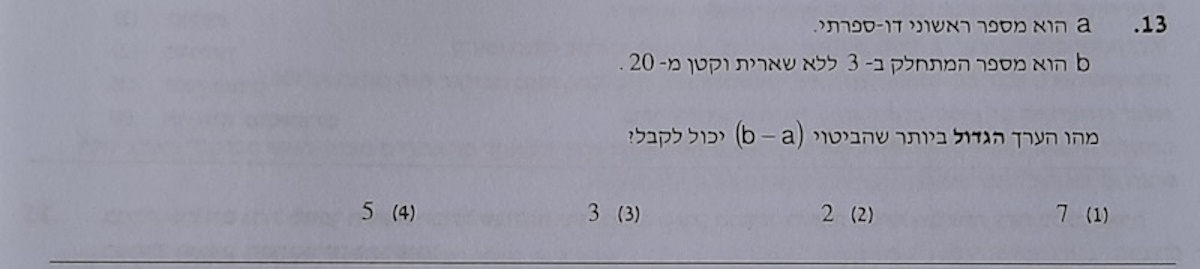 13. a הוא מספר ראשוני דו-ספרתי.
b הוא מספר המתחלק ב- 3 ללא שארית וקטן מ- 20.
מהו הערך הגדול ביותר שהביטוי (b – a) יכול לקבל?
(1) 7 (2) 2 (3) 3 (4) 5